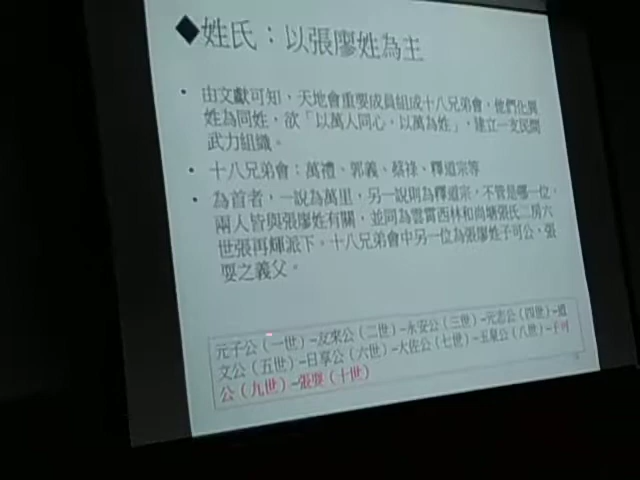 ◆姓氏：以張廖姓為主
• 由文獻可知，天地會重要成員組成十八兄弟會，他們化異
姓為同姓，欲「以萬人同心，以萬為姓」，建立一支民間
武力組織。
• 十八兄弟會：萬禮、郭義、蔡祿、釋道宗等
• 為首者，一說為萬里，另一說則為釋道宗，不管是哪一位，
兩人皆與張廖姓有關，並同為雲霄西林和尚塘張氏二房六
世張再輝派下。十八兄弟會中另一位為張廖姓子可公，張
耍之義父。
元子公（一世）–友來公（二世）–永安公（三世）–元志公（四世）–道
文公（五世）–日享公（六世）–大佐公（七世）–五泉公（八世）–子可
公（九世）–張耍（十世）